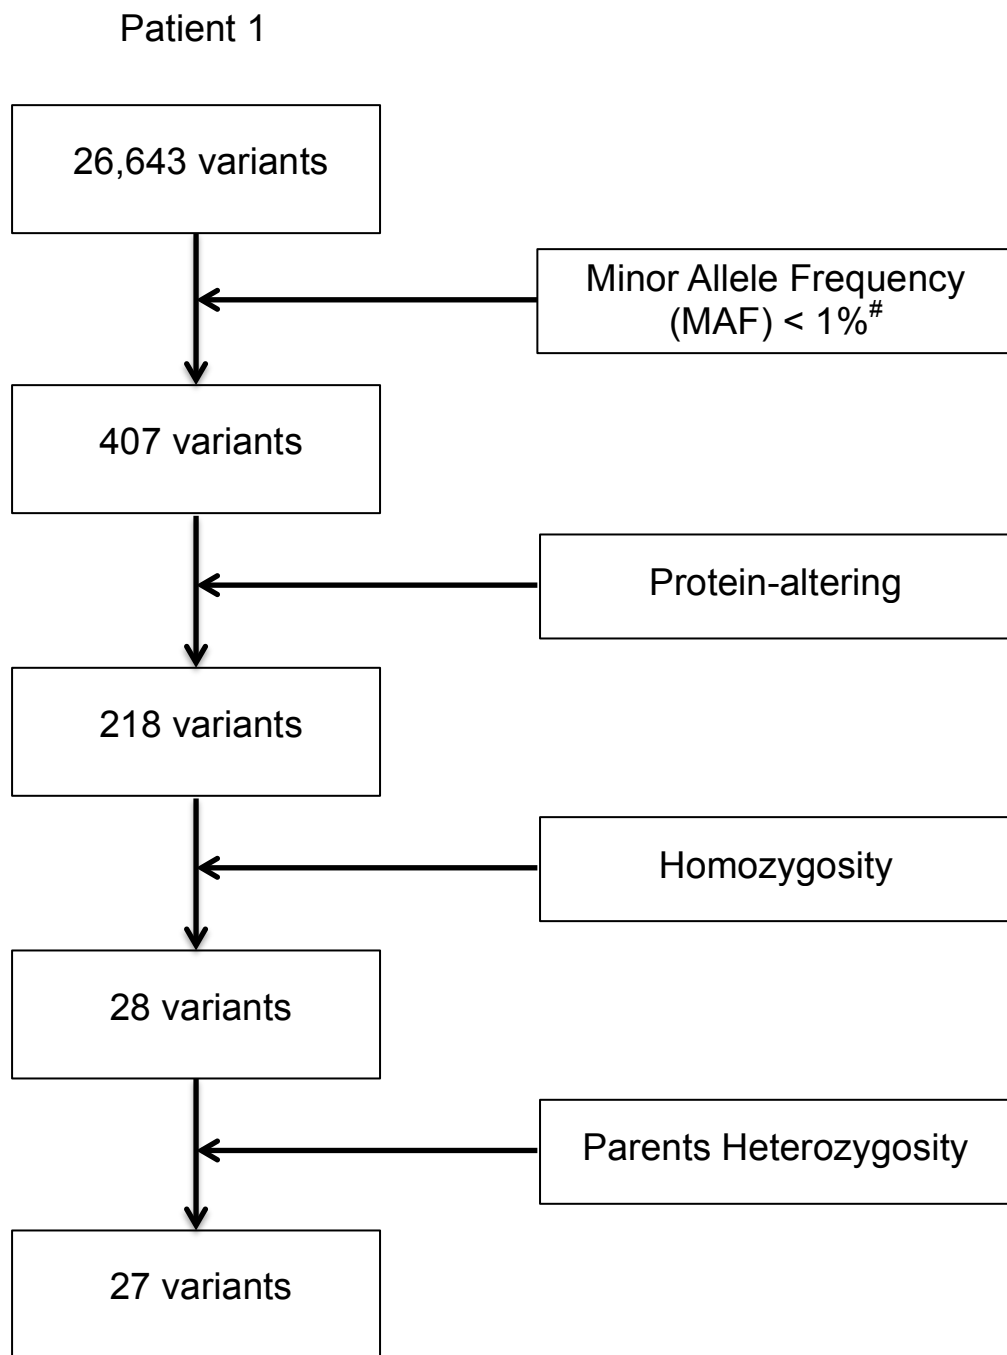 Patient 1
26,643 variants
Minor Allele Frequency
(MAF) < 1%#
407 variants
Protein-altering
218 variants
Homozygosity
28 variants
Parents Heterozygosity
27 variants